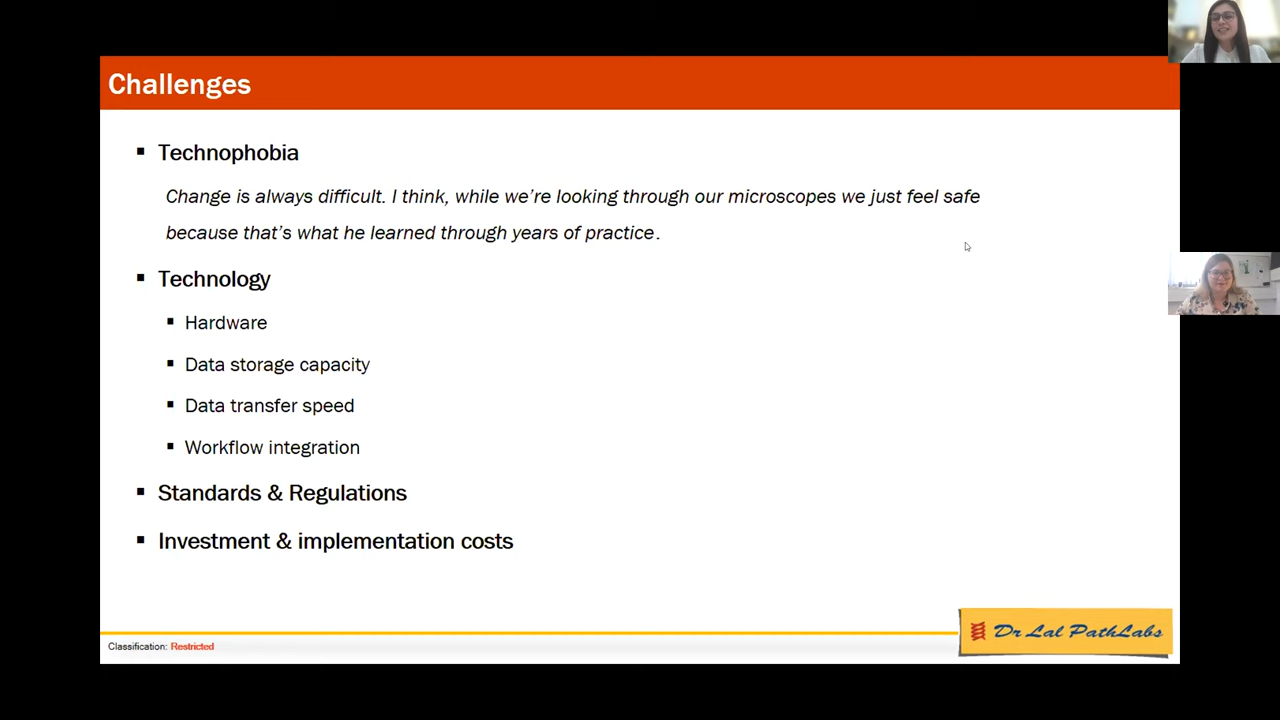 Challenges
Technophobia
Change is always difficult. I think, while we're looking through our microscopes we just feel safe
because that's what he learned through years of practice.
Technology
Hardware
Data storage capacity
Data transfer speed
Workflow integration
Standards & Regulations
Investment & implementation costs
Classification: Restricted
Dr Lal PathLabs